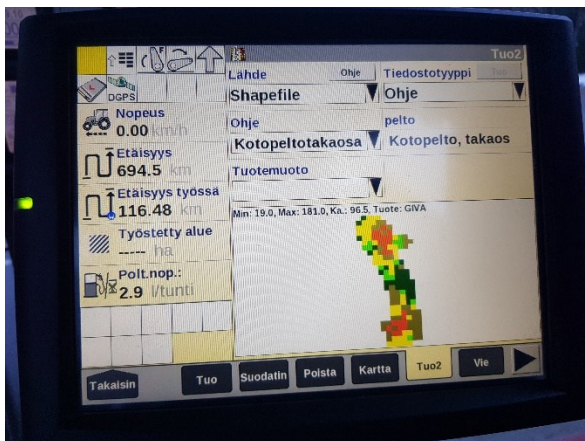 Tuo2
F
DGPS
Nopeus
0.00 km/h
Etäisyys
694.5 km
Etäisyys työssä
116.48 km
Työstetty alue
----- ha
Polt.nop.:
2.9 l/tunti
Lähde
Ohje
Tiedostotyyppi
Tuo
Shapefile
Ohje
Ohje
pelto
Kotopeltotakaosa
Kotopelto, takaos
Tuotemuoto
Min: 19.0, Max: 181.0, Ka.: 96.5, Tuote: GIVA
Takaisin
Tuo
Suodatin
Poista
Kartta
Tuo2
Vie